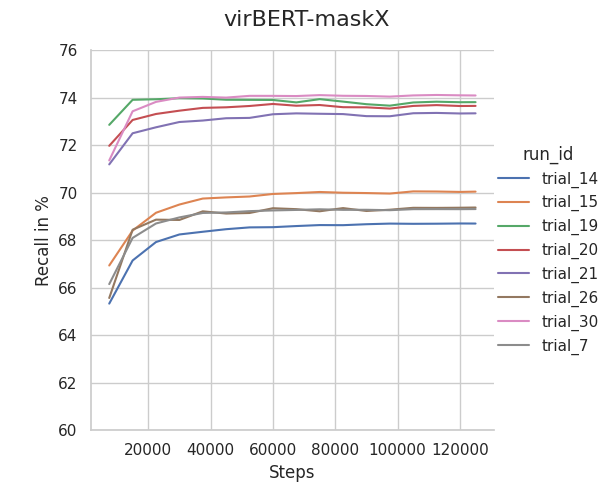 virBERT-maskX
76
74
72
70
68
66
64
62
60
Recall in %
20000 40000 60000 80000 100000 120000
Steps
run_id
trial_14
trial_15
trial_19
trial_20
trial_21
trial_26
trial_30
trial_7